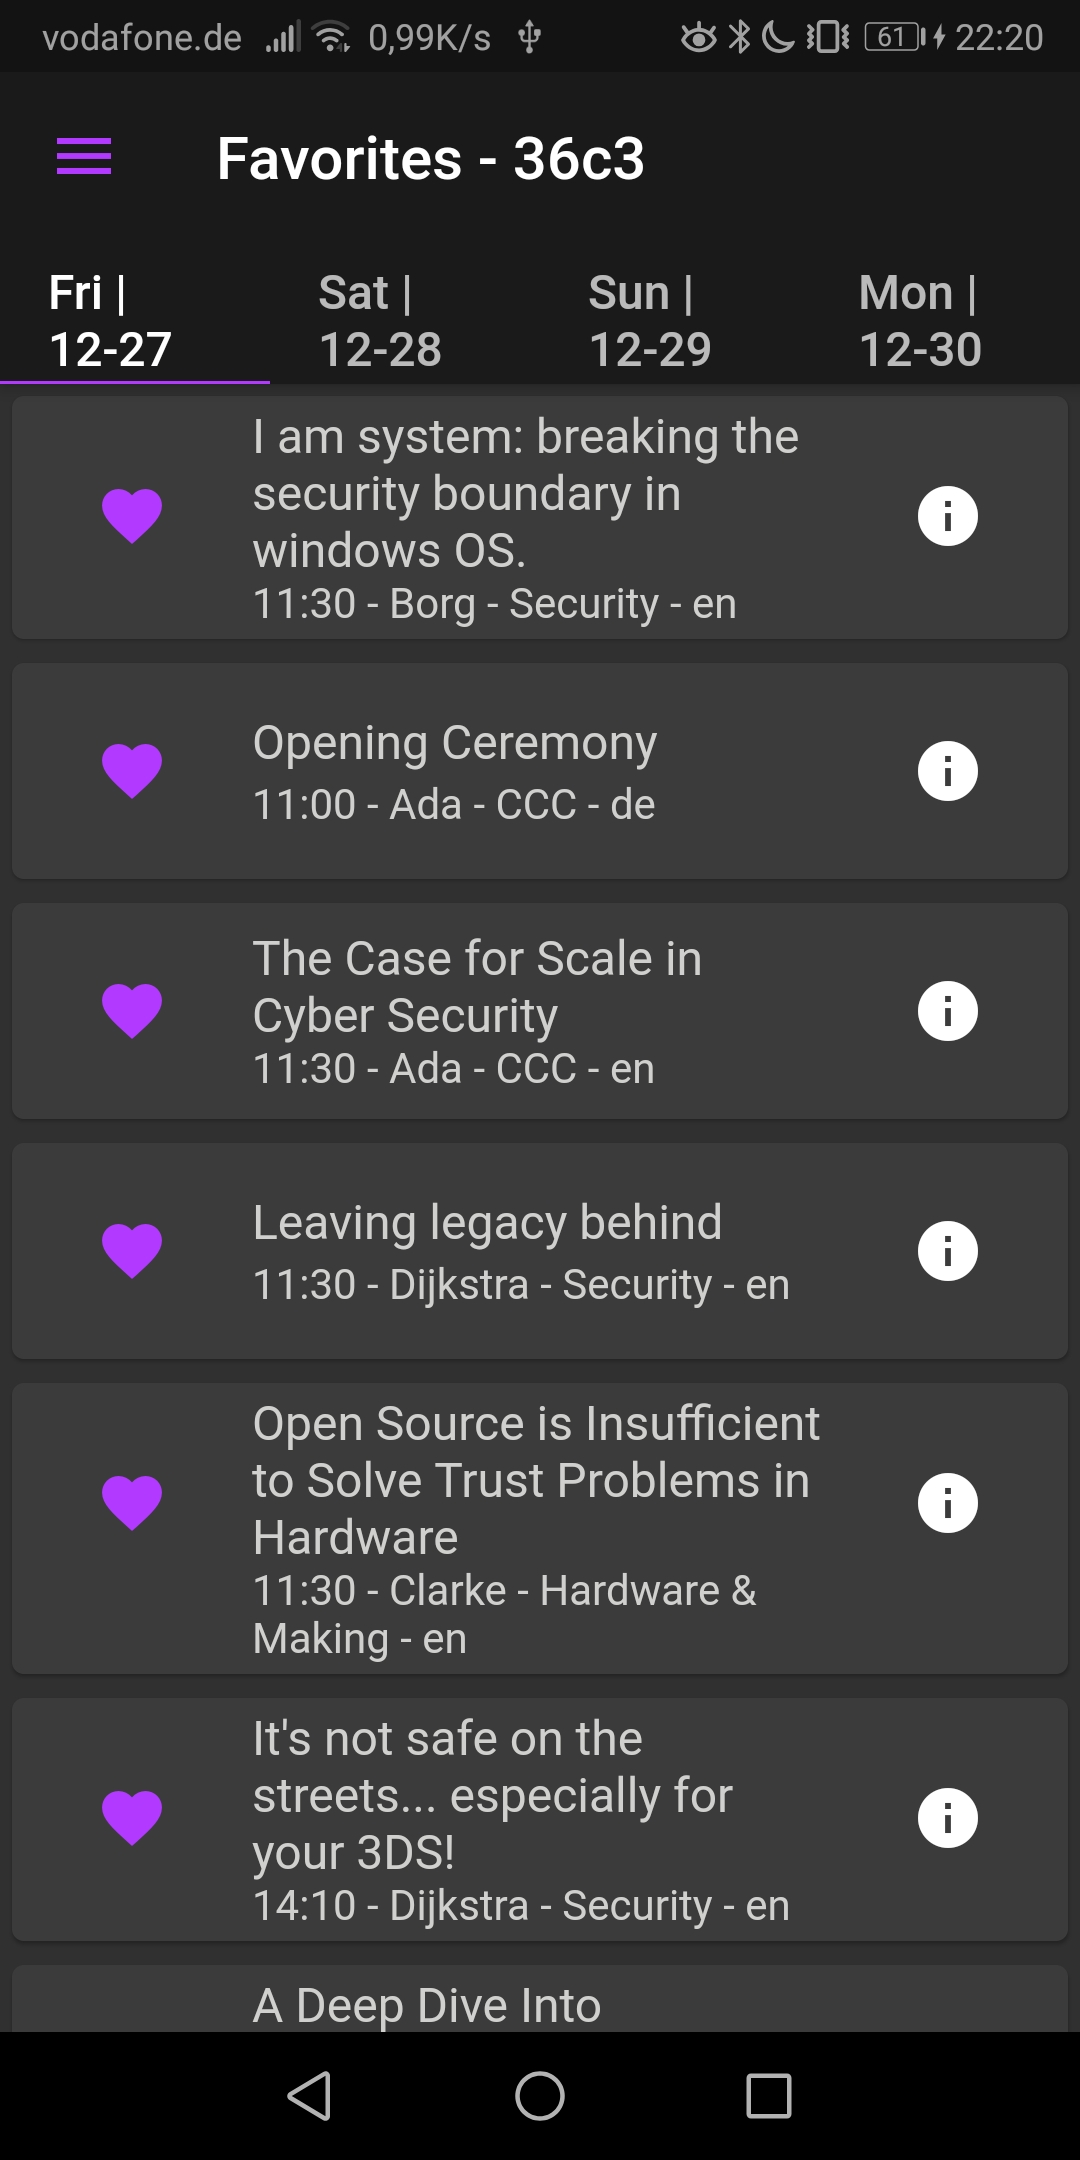 vodafone.de 0,99K/s 61 22:20
Favorites - 36c3
Fri | Sat | Sun | Mon |
12-27 12-28 12-29 12-30
I am system: breaking the
security boundary in
windows OS.
11:30 - Borg - Security - en
Opening Ceremony
11:00 - Ada - CCC - de
The Case for Scale in
Cyber Security
11:30 - Ada - CCC - en
Leaving legacy behind
11:30 - Dijkstra - Security - en
Open Source is Insufficient
to Solve Trust Problems in
Hardware
11:30 - Clarke - Hardware &
Making - en
It's not safe on the
streets... especially for
your 3DS!
14:10 - Dijkstra - Security - en
A Deep Dive Into